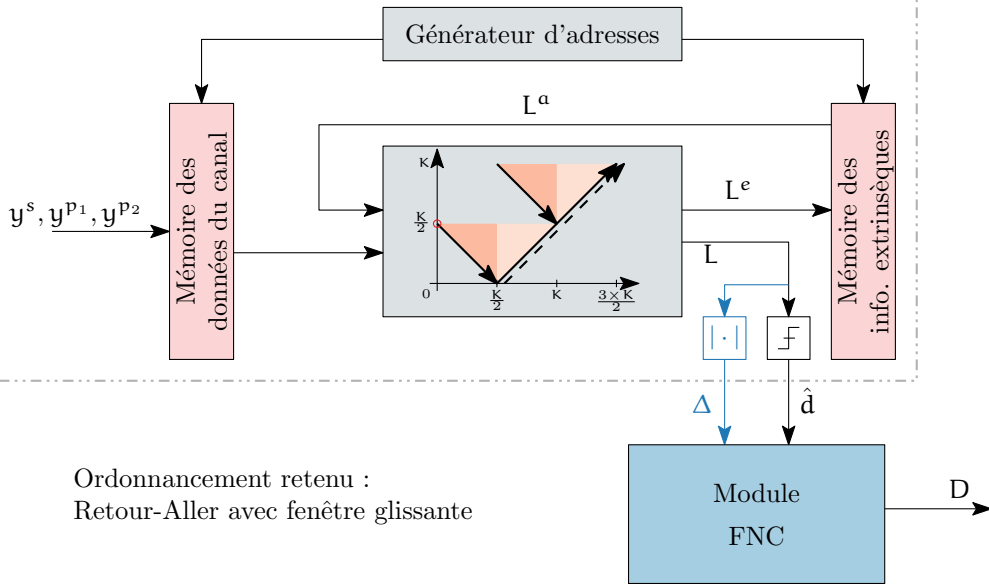 Générateur d'adresses
L^a
Mémoire des
données du canal
y^s, y^{p_1}, y^{p_2}
K
K/2
0
K/2
K
3×K/2
L^e
L
Mémoire des
info. extrinsèques
|·|
Δ
d̂
Ordonnancement retenu :
Retour-Aller avec fenêtre glissante
Module
FNC
D